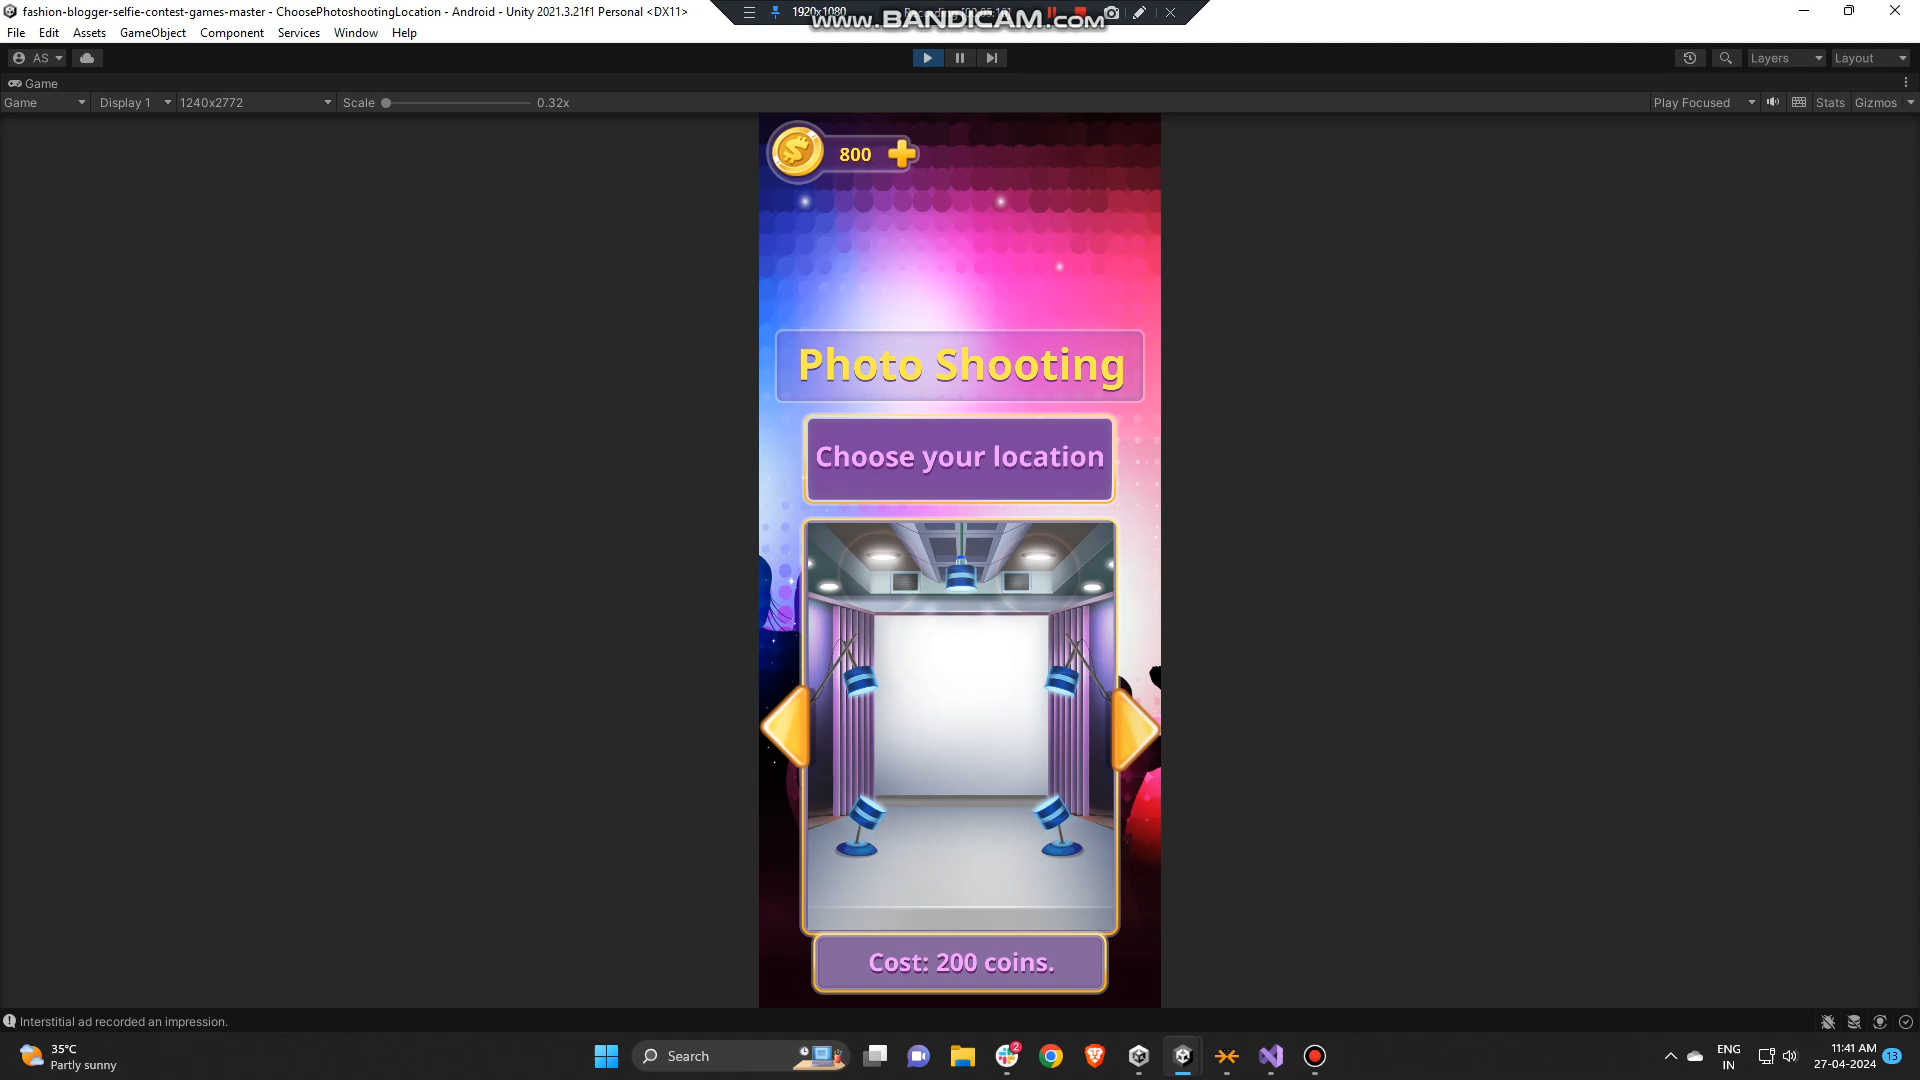 fashion-blogger-selfie-contest-games-master - ChoosePhotoshootingLocation - Android - Unity 2021.3.21f1 Personal <DX11>
1920x1080
www.BANDICAM.com
File Edit Assets GameObject Component Services Window Help
AS
Layers
Layout
Game
Game
Display 1
1240x2772
Scale
0.32x
Play Focused
Stats
Gizmos
800
Photo Shooting
Choose your location
Cost: 200 coins.
Interstitial ad recorded an impression.
35°C
Partly sunny
Search
2
ENG
IN
11:41 AM
27-04-2024
13